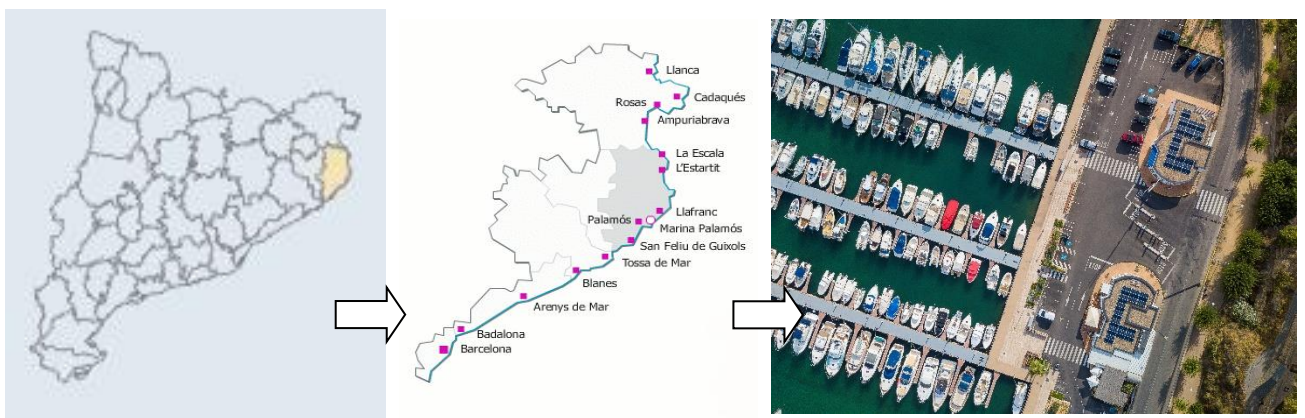 Llanca
Cadaqués
Rosas
Ampuriabrava
La Escala
L'Estartit
Llafranc
Palamós
Marina Palamós
San Feliu de Guixols
Tossa de Mar
Blanes
Arenys de Mar
Badalona
Barcelona
STOP